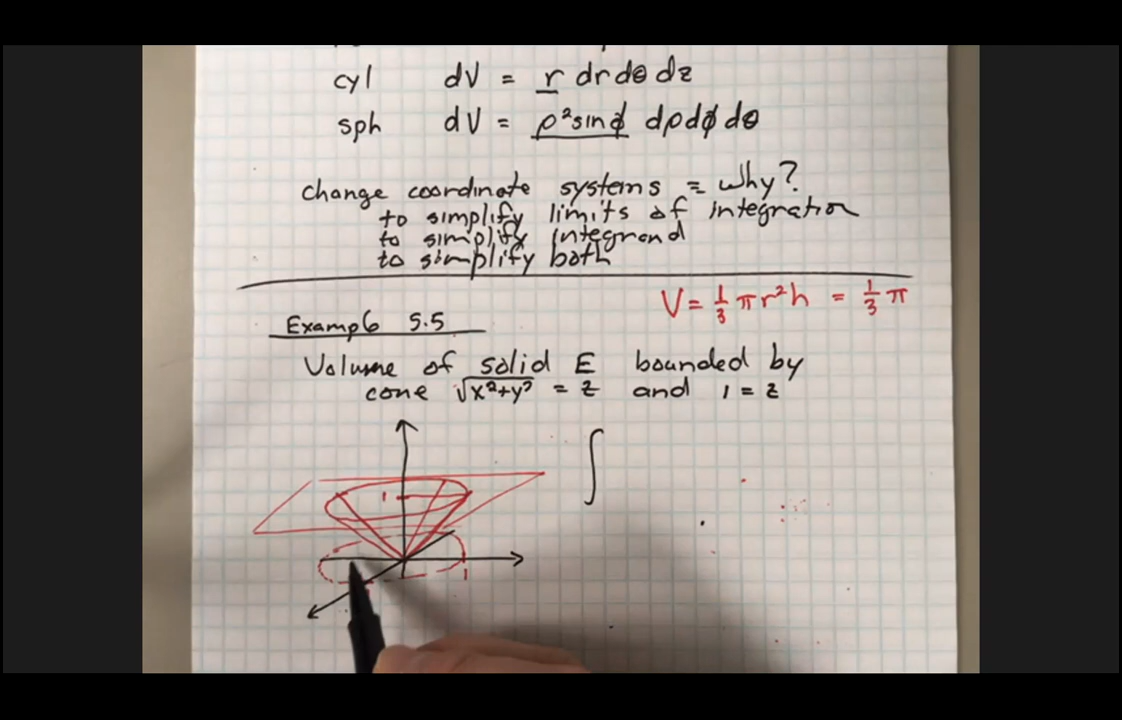 cyl dV = r dr dθ dz
sph dV = ρ²sinϕ dρ dϕ dθ
change coordinate systems = why?
to simplify limits of integration
to simplify integrand
to simplify both
V = 1/3 πr²h = 1/3 π
Examp6 5.5
Volume of solid E bounded by
cone √x²+y² = z and 1 = z
∫
1
1